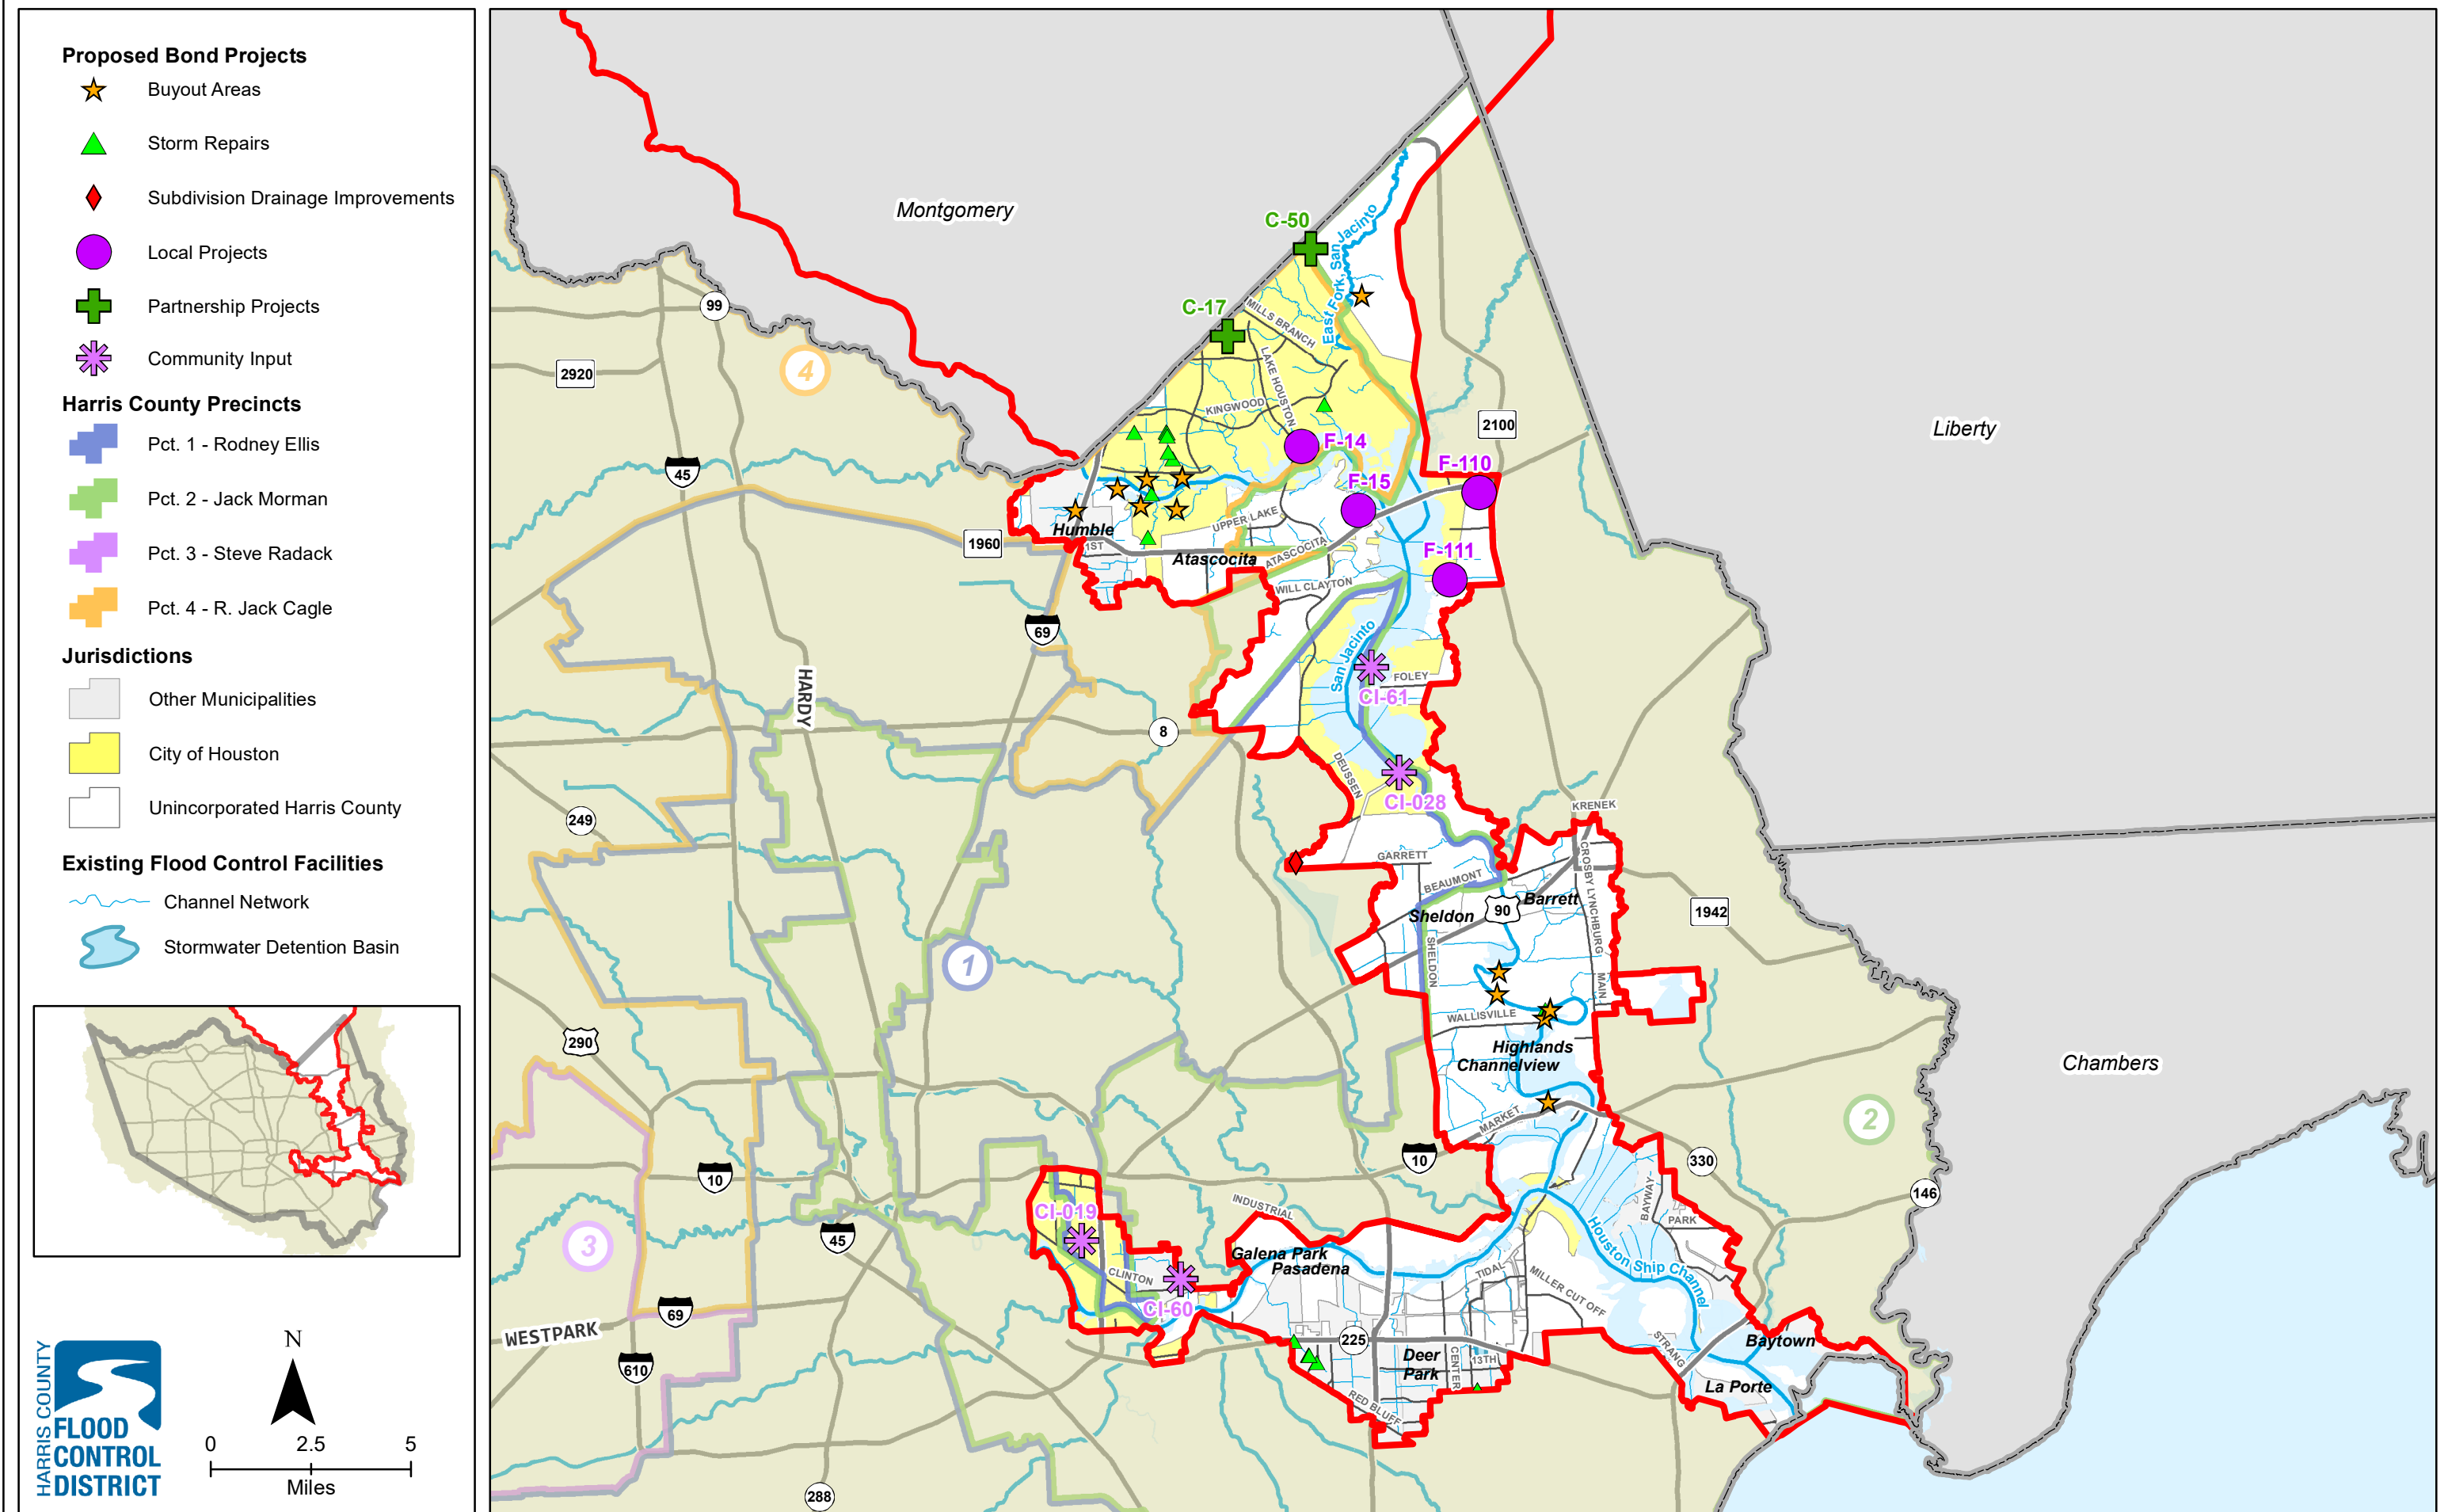 Proposed Bond Projects
Buyout Areas
Storm Repairs
Subdivision Drainage Improvements
Local Projects
Partnership Projects
Community Input
Harris County Precincts
Pct. 1 - Rodney Ellis
Pct. 2 - Jack Morman
Pct. 3 - Steve Radack
Pct. 4 - R. Jack Cagle
Jurisdictions
Other Municipalities
City of Houston
Unincorporated Harris County
Existing Flood Control Facilities
Channel Network
Stormwater Detention Basin
HARRIS COUNTY
FLOOD
CONTROL
DISTRICT
N
0 2.5 5
Miles
Montgomery
C-50
East Fork, San Jacinto
99
C-17
MILLS BRANCH
4
2920
LAKE HOUSTON
KINGWOOD
2100
Liberty
F-14
F-110
45
F-15
UPPER LAKE
Humble
1960
1ST
ATASCOCITA
F-111
Atascocita
WILL CLAYTON
69
San Jacinto
FOLEY
HARDY
CI-61
8
DEUSSEN
CI-028
KRENEK
249
GARRETT
CROSBY LYNCHBURG
BEAUMONT
Barrett
90
Sheldon
1942
SHELDON
1
MAIN
WALLISVILLE
290
Highlands
Channelview
Chambers
MARKET
2
10
330
10
INDUSTRIAL
BAYWAY
146
CI-019
PARK
45
3
Houston Ship Channel
Galena Park
Pasadena
CLINTON
TIDAL
MILLER CUT OFF
CI-60
69
WESTPARK
225
STRANG
Baytown
610
Deer
Park
CENTER
13TH
La Porte
RED BLUFF
288